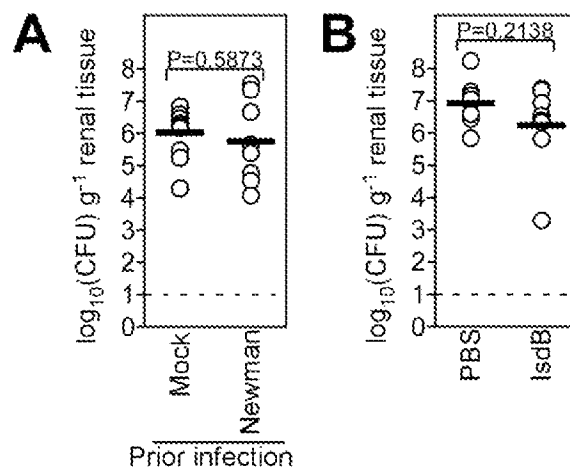 A
P=0.5873
log10(CFU) g-1 renal tissue
8
7
6
5
4
3
2
1
0
Mock
Newman
Prior infection
B
P=0.2138
log10(CFU) g-1 renal tissue
8
7
6
5
4
3
2
1
0
PBS
IsdB